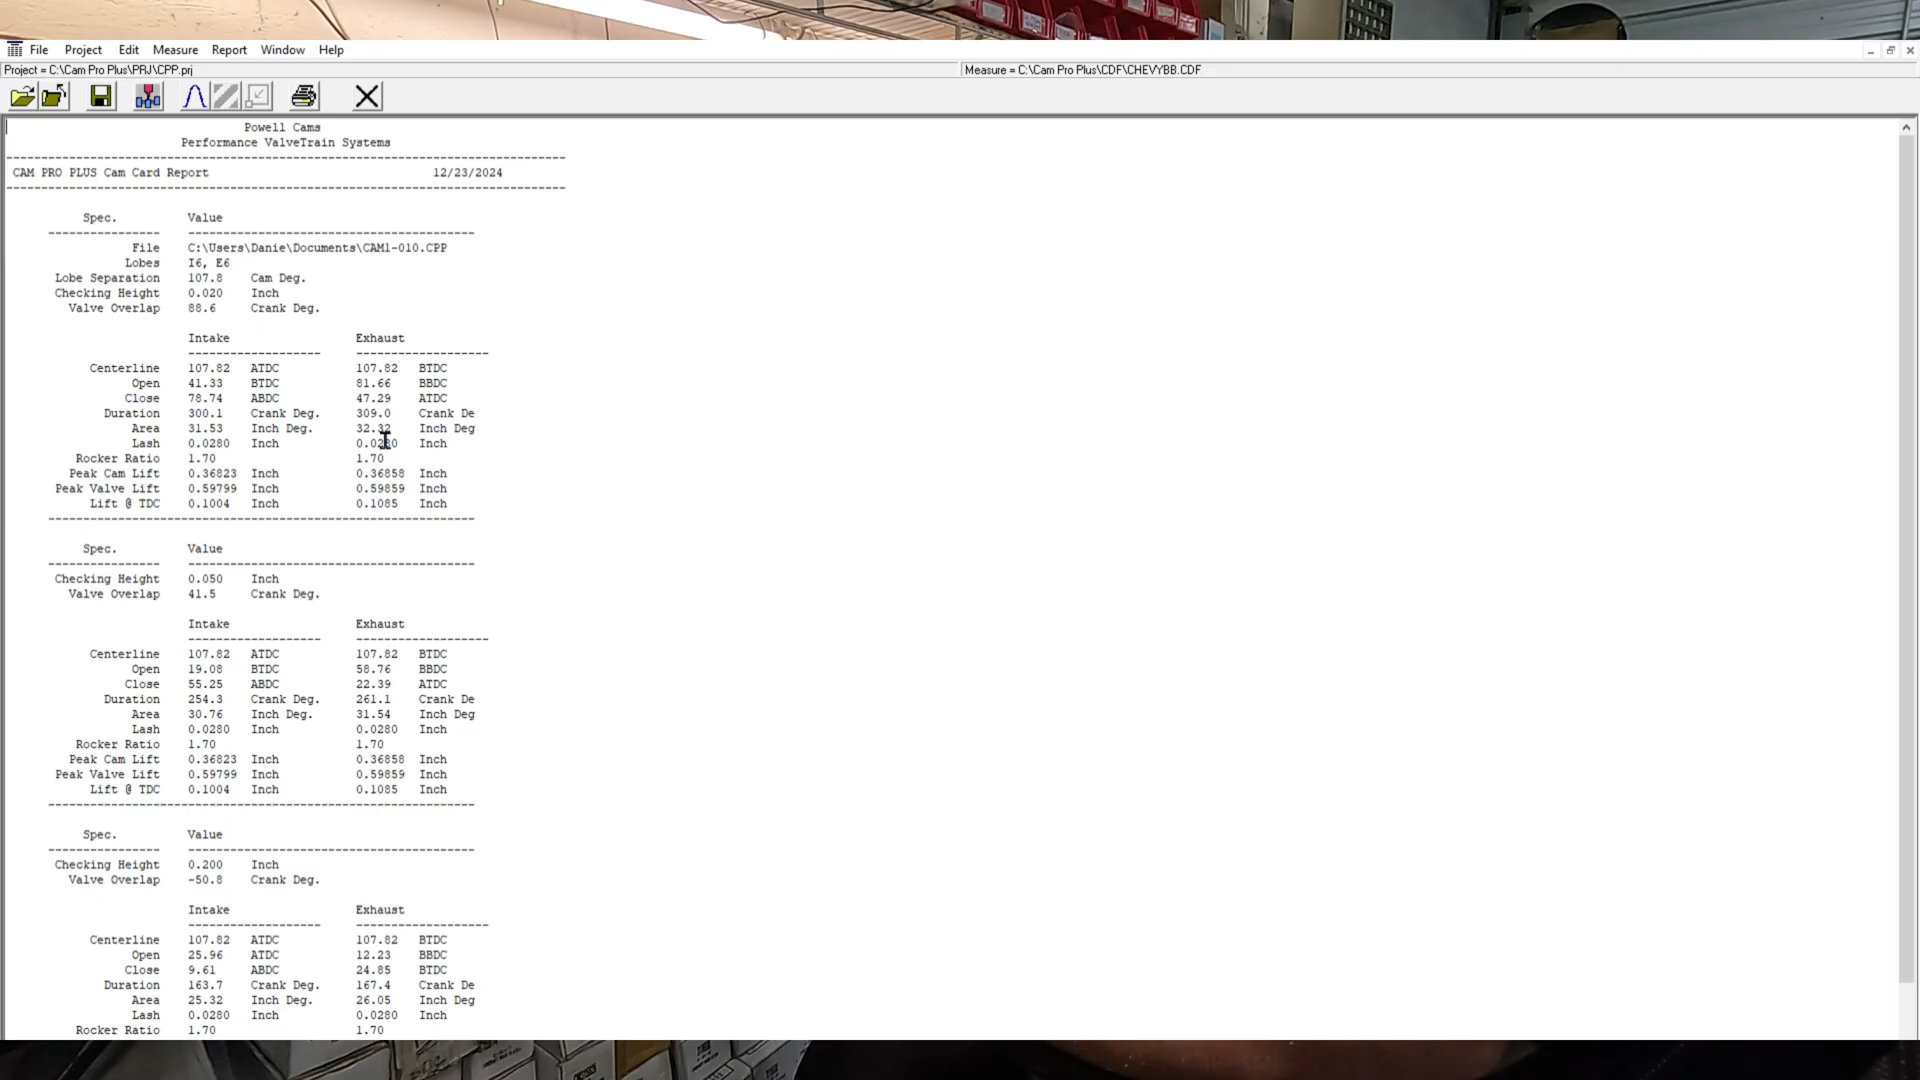 File Project Edit Measure Report Window Help
Project = C:\Cam Pro Plus\PRJ\CPP.prj Measure = C:\Cam Pro Plus\CDF\CHEVYBB.CDF
Powell Cams
Performance ValveTrain Systems
CAM PRO PLUS Cam Card Report 12/23/2024
Spec. Value
File C:\Users\Danie\Documents\CAM1-010.CPP
Lobes I6, E6
Lobe Separation 107.8 Cam Deg.
Checking Height 0.020 Inch
Valve Overlap 88.6 Crank Deg.
Intake Exhaust
Centerline 107.82 ATDC 107.82 BTDC
Open 41.33 BTDC 81.66 BBDC
Close 78.74 ABDC 47.29 ATDC
Duration 300.1 Crank Deg. 309.0 Crank De
Area 31.53 Inch Deg. 32.32 Inch Deg
Lash 0.0280 Inch 0.0280 Inch
Rocker Ratio 1.70 1.70
Peak Cam Lift 0.36823 Inch 0.36858 Inch
Peak Valve Lift 0.59799 Inch 0.59859 Inch
Lift @ TDC 0.1004 Inch 0.1085 Inch
Spec. Value
Checking Height 0.050 Inch
Valve Overlap 41.5 Crank Deg.
Intake Exhaust
Centerline 107.82 ATDC 107.82 BTDC
Open 19.08 BTDC 58.76 BBDC
Close 55.25 ABDC 22.39 ATDC
Duration 254.3 Crank Deg. 261.1 Crank De
Area 30.76 Inch Deg. 31.54 Inch Deg
Lash 0.0280 Inch 0.0280 Inch
Rocker Ratio 1.70 1.70
Peak Cam Lift 0.36823 Inch 0.36858 Inch
Peak Valve Lift 0.59799 Inch 0.59859 Inch
Lift @ TDC 0.1004 Inch 0.1085 Inch
Spec. Value
Checking Height 0.200 Inch
Valve Overlap -50.8 Crank Deg.
Intake Exhaust
Centerline 107.82 ATDC 107.82 BTDC
Open 25.96 ATDC 12.23 BBDC
Close 9.61 ABDC 24.85 BTDC
Duration 163.7 Crank Deg. 167.4 Crank De
Area 25.32 Inch Deg. 26.05 Inch Deg
Lash 0.0280 Inch 0.0280 Inch
Rocker Ratio 1.70 1.70